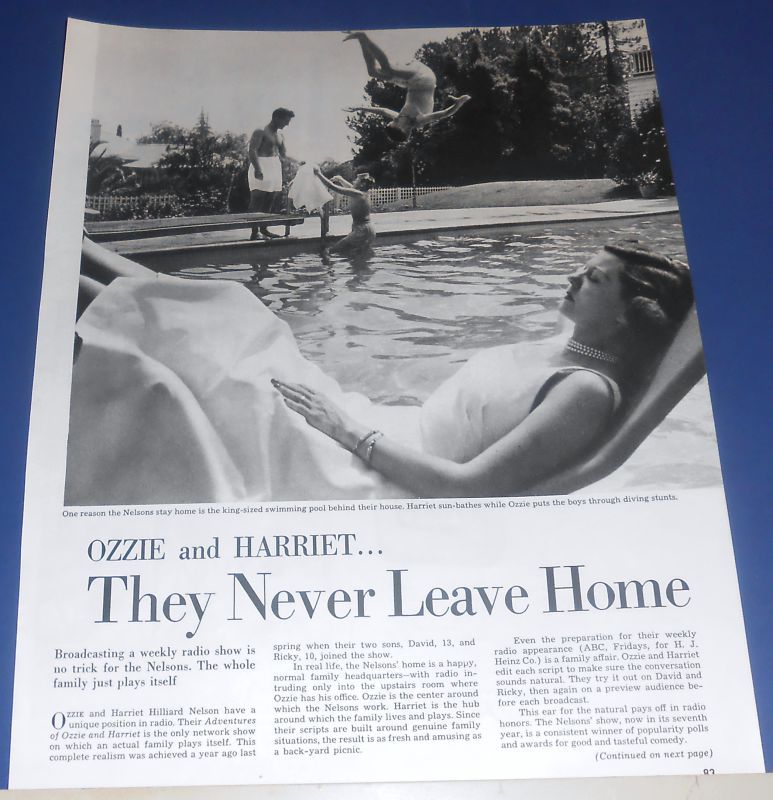 One reason the Nelsons stay home is the king-sized swimming pool behind their house. Harriet sun-bathes while Ozzie puts the boys through diving stunts.
OZZIE and HARRIET...
They Never Leave Home
Broadcasting a weekly radio show is
no trick for the Nelsons. The whole
family just plays itself
OZZIE and Harriet Hilliard Nelson have a
unique position in radio. Their Adventures
of Ozzie and Harriet is the only network show
on which an actual family plays itself. This
complete realism was achieved a year ago last
spring when their two sons, David, 13, and
Ricky, 10, joined the show.
In real life, the Nelsons' home is a happy,
normal family headquarters—with radio in-
truding only into the upstairs room where
Ozzie has his office. Ozzie is the center around
which the Nelsons work. Harriet is the hub
around which the family lives and plays. Since
their scripts are built around genuine family
situations, the result is as fresh and amusing as
a back-yard picnic.
Even the preparation for their weekly
radio appearance (ABC, Fridays, for H. J.
Heinz Co.) is a family affair. Ozzie and Harriet
edit each script to make sure the conversation
sounds natural. They try it out on David and
Ricky, then again on a preview audience be-
fore each broadcast.
This ear for the natural pays off in radio
honors. The Nelsons' show, now in its seventh
year, is a consistent winner of popularity polls
and awards for good and tasteful comedy.
(Continued on next page)